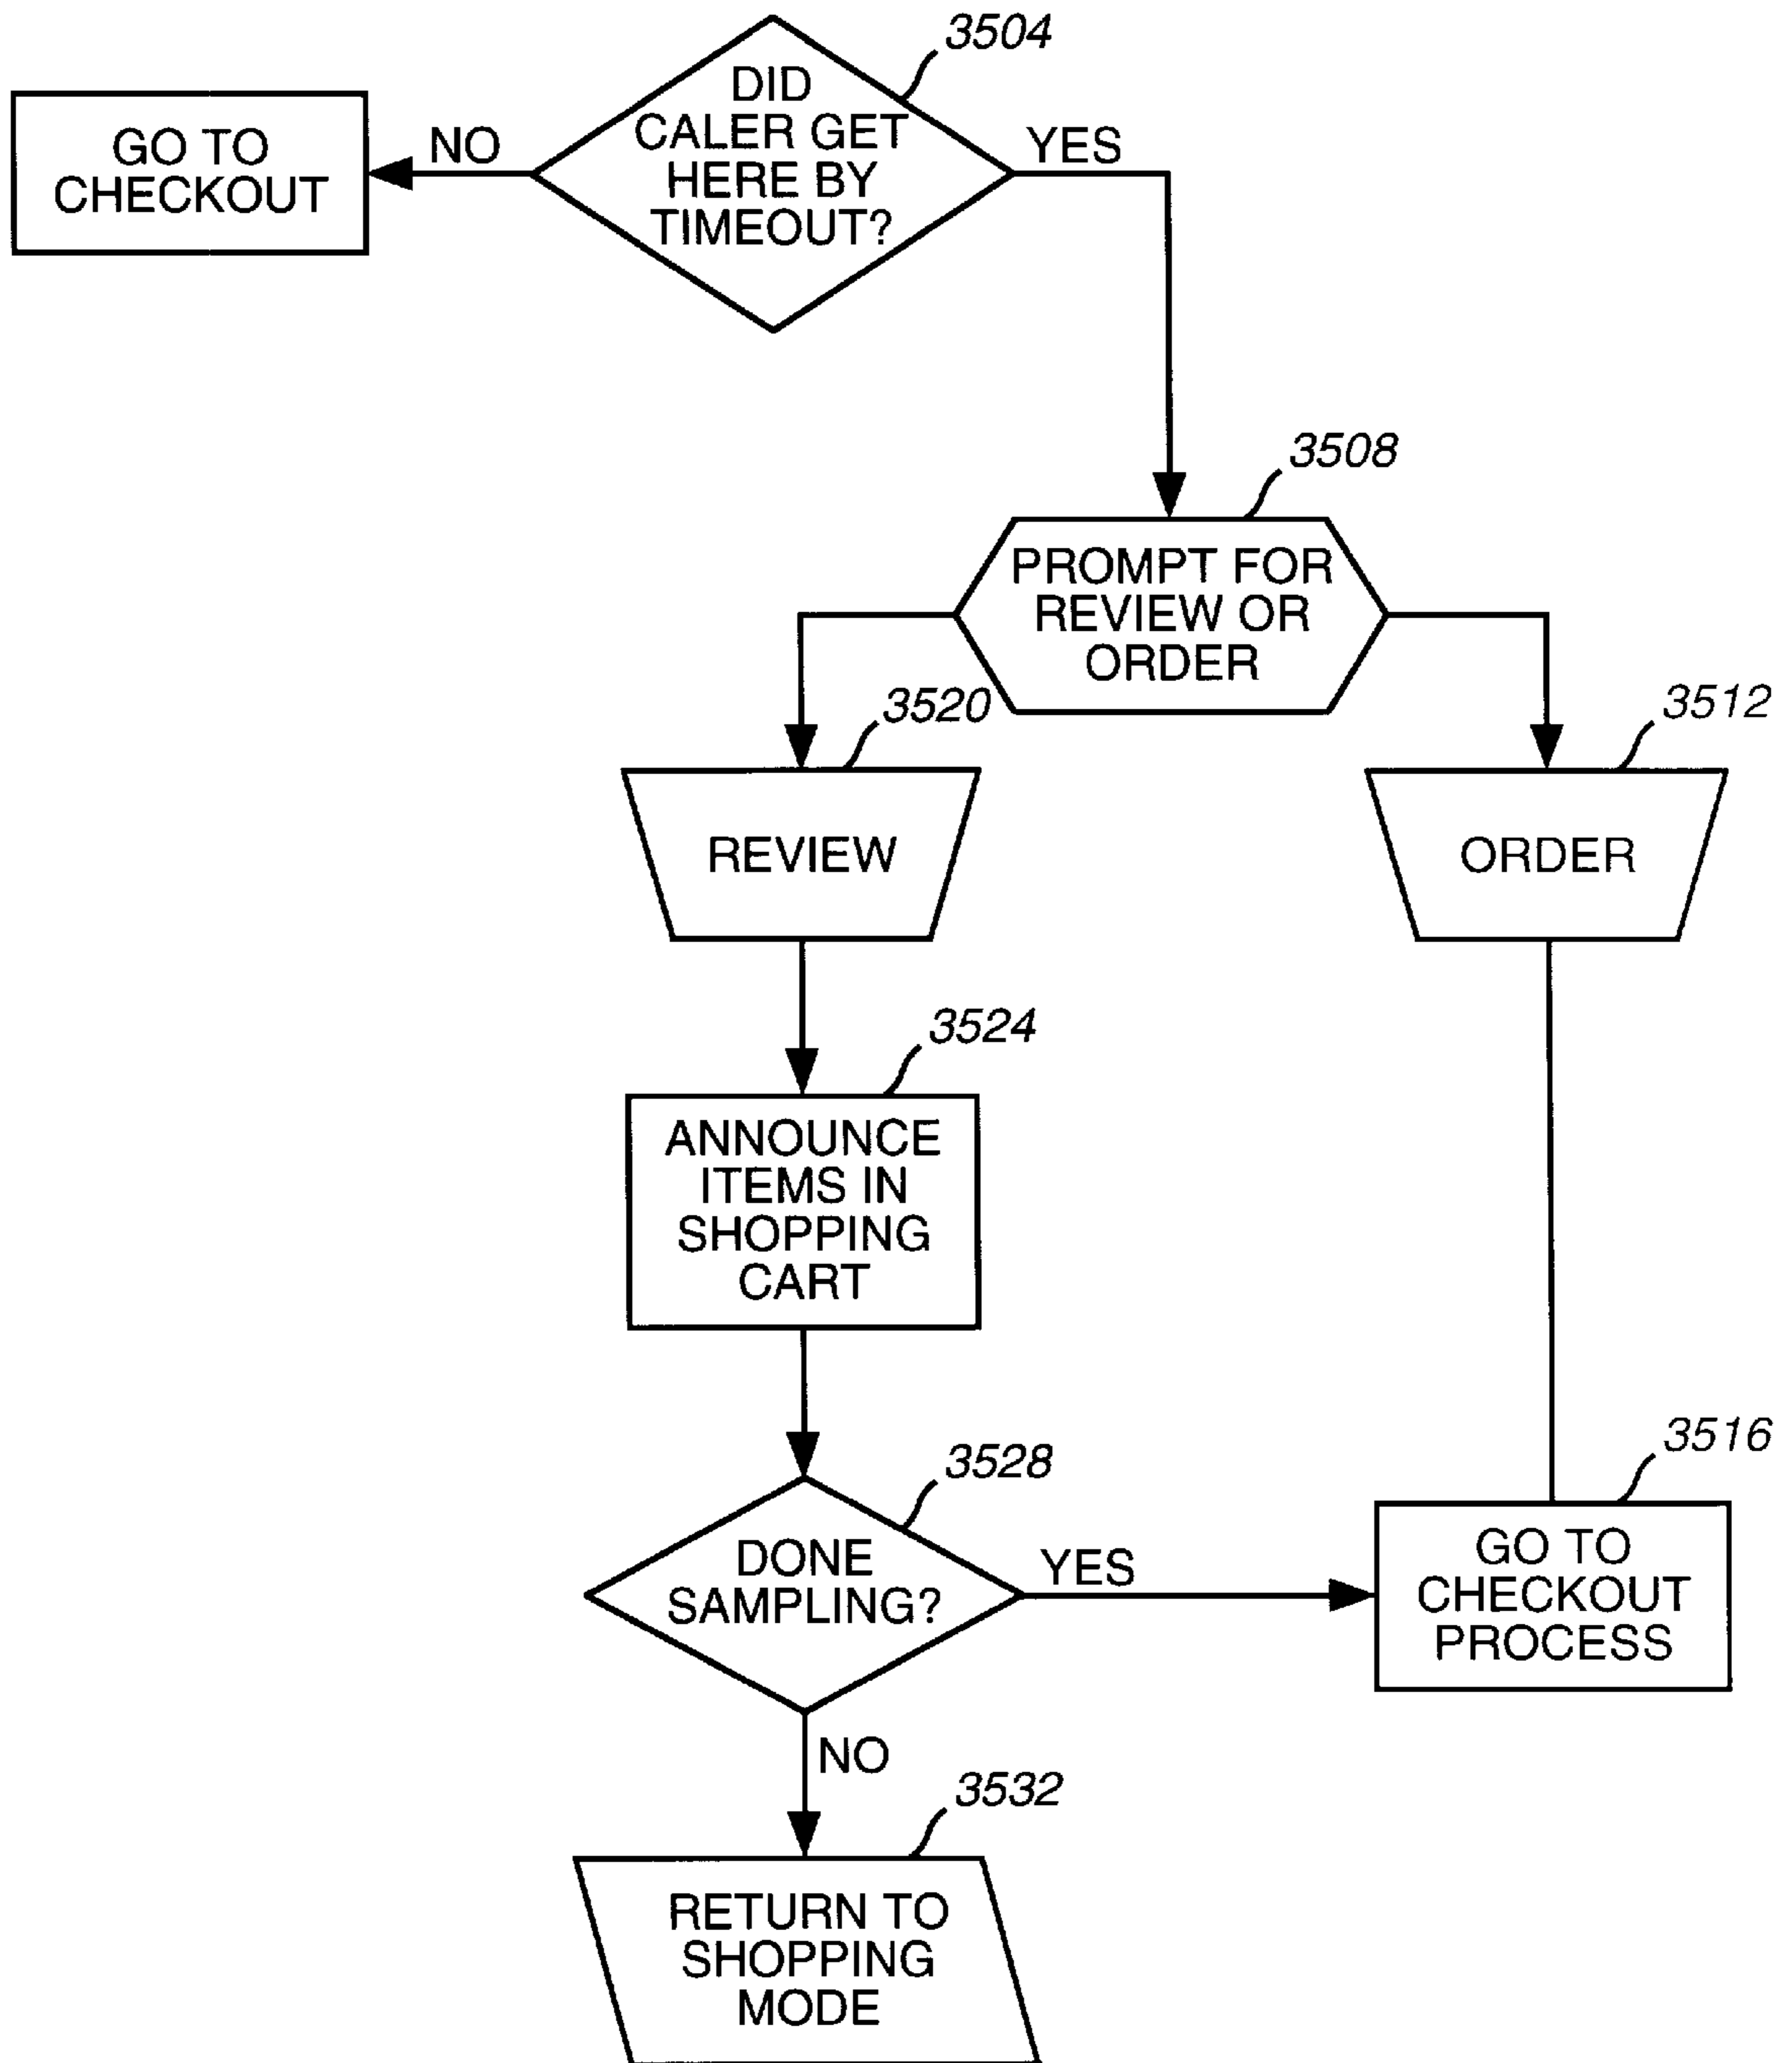 3504
DID
CALER GET
HERE BY
TIMEOUT?
NO
YES
GO TO
CHECKOUT
3508
PROMPT FOR
REVIEW OR
ORDER
3520
REVIEW
3512
ORDER
3524
ANNOUNCE
ITEMS IN
SHOPPING
CART
3528
DONE
SAMPLING?
YES
3516
GO TO
CHECKOUT
PROCESS
NO
3532
RETURN TO
SHOPPING
MODE